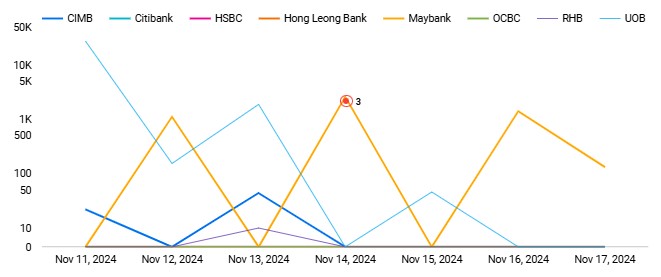 CIMB Citibank HSBC Hong Leong Bank Maybank OCBC RHB UOB
50K
10K
5K
3
1K
500
100
50
10
0
Nov 11, 2024 Nov 12, 2024 Nov 13, 2024 Nov 14, 2024 Nov 15, 2024 Nov 16, 2024 Nov 17, 2024